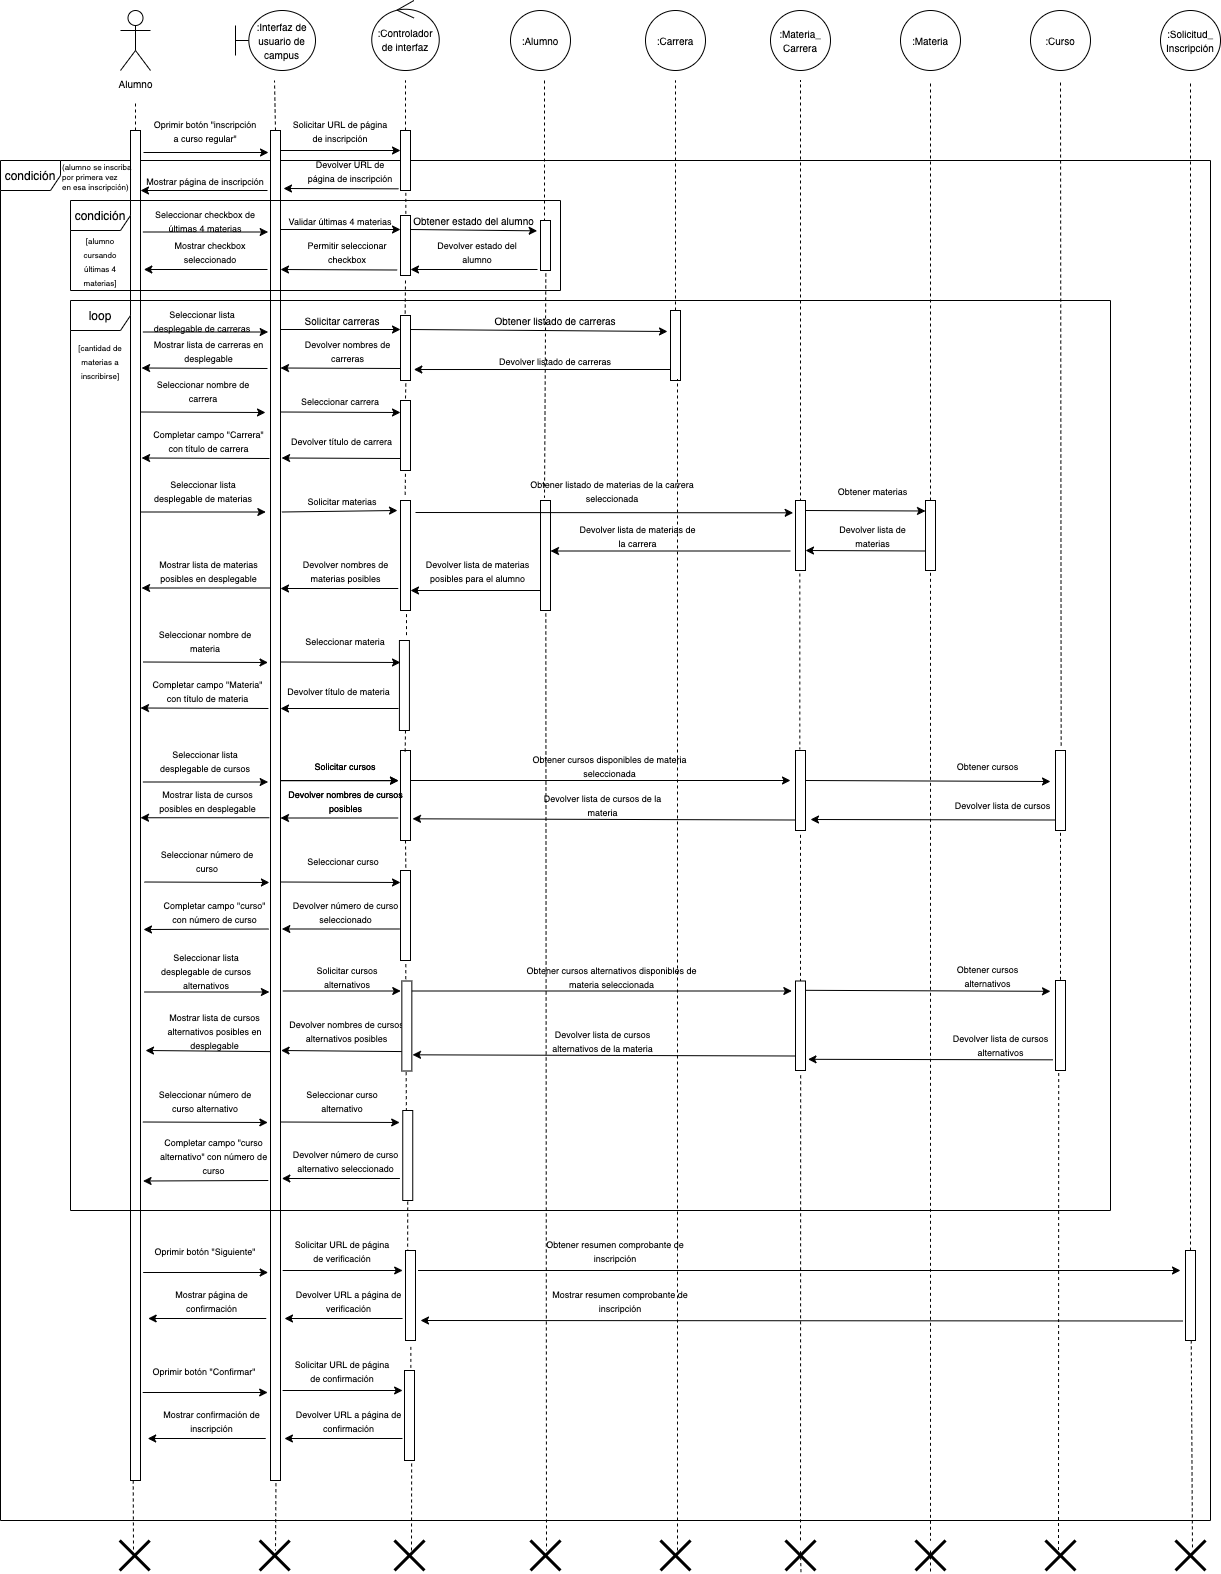 :Interfaz de
usuario de
campus
:Controlador
de interfaz
:Alumno
:Carrera
:Materia_
Carrera
:Materia
:Curso
:Solicitud_
Inscripción
Alumno
Oprimir botón "inscripción
a curso regular"
Solicitar URL de página
de inscripción
condición
(alumno se inscriba
por primera vez
en esa inscripción)
Devolver URL de
página de inscripción
Mostrar página de inscripción
condición
[alumno
cursando
últimas 4
materias]
Seleccionar checkbox de
últimas 4 materias
Validar últimas 4 materias
Obtener estado del alumno
Mostrar checkbox
seleccionado
Permitir seleccionar
checkbox
Devolver estado del
alumno
loop
[cantidad de
materias a
inscribirse]
Seleccionar lista
desplegable de carreras
Solicitar carreras
Obtener listado de carreras
Mostrar lista de carreras en
desplegable
Devolver nombres de
carreras
Devolver listado de carreras
Seleccionar nombre de
carrera
Seleccionar carrera
Completar campo "Carrera"
con título de carrera
Devolver título de carrera
Seleccionar lista
desplegable de materias
Solicitar materias
Obtener listado de materias de la carrera
seleccionada
Obtener materias
Devolver lista de materias de
la carrera
Devolver lista de
materias
Mostrar lista de materias
posibles en desplegable
Devolver nombres de
materias posibles
Devolver lista de materias
posibles para el alumno
Seleccionar nombre de
materia
Seleccionar materia
Completar campo "Materia"
con título de materia
Devolver título de materia
Seleccionar lista
desplegable de cursos
Solicitar cursos
Obtener cursos disponibles de materia
seleccionada
Obtener cursos
Mostrar lista de cursos
posibles en desplegable
Devolver nombres de cursos
posibles
Devolver lista de cursos de la
materia
Devolver lista de cursos
Seleccionar número de
curso
Seleccionar curso
Completar campo "curso"
con número de curso
Devolver número de curso
seleccionado
Seleccionar lista
desplegable de cursos
alternativos
Solicitar cursos
alternativos
Obtener cursos alternativos disponibles de
materia seleccionada
Obtener cursos
alternativos
Mostrar lista de cursos
alternativos posibles en
desplegable
Devolver nombres de cursos
alternativos posibles
Devolver lista de cursos
alternativos de la materia
Devolver lista de cursos
alternativos
Seleccionar número de
curso alternativo
Seleccionar curso
alternativo
Completar campo "curso
alternativo" con número de
curso
Devolver número de curso
alternativo seleccionado
Oprimir botón "Siguiente"
Solicitar URL de página
de verificación
Obtener resumen comprobante de
inscripción
Mostrar página de
confirmación
Devolver URL a página de
verificación
Mostrar resumen comprobante de
inscripción
Oprimir botón "Confirmar"
Solicitar URL de página
de confirmación
Mostrar confirmación de
inscripción
Devolver URL a página de
confirmación